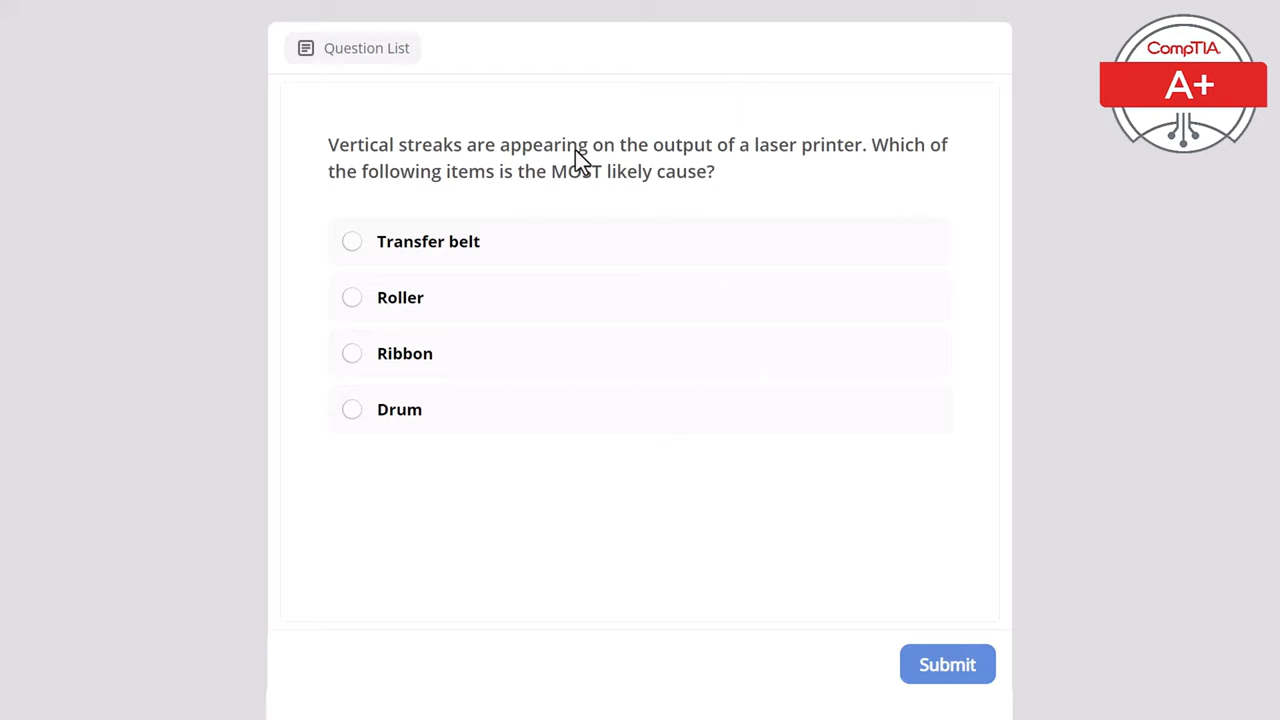 Question List
CompTIA.
A+
Vertical streaks are appearing on the output of a laser printer. Which of
the following items is the MOST likely cause?
Transfer belt
Roller
Ribbon
Drum
Submit